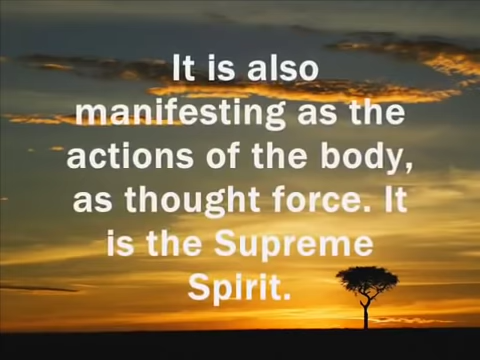 It is also
manifesting as the
actions of the body,
as thought force. It
is the Supreme
Spirit.